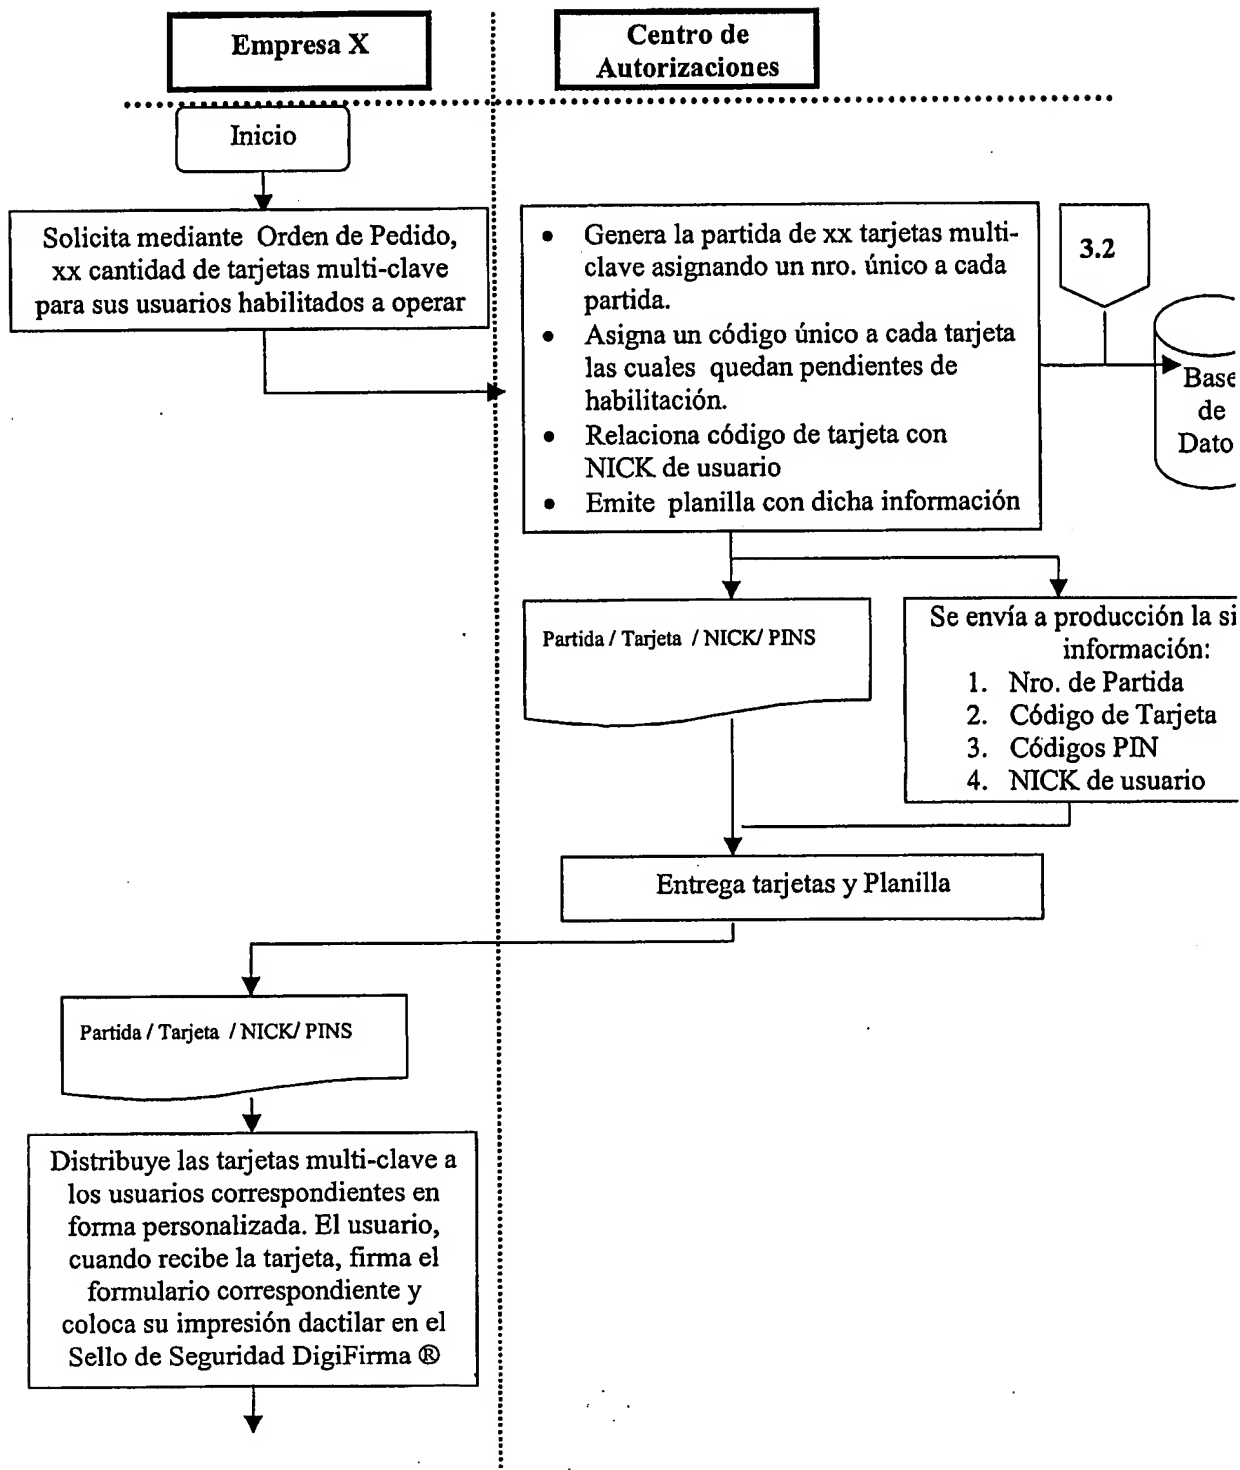 Empresa X
Centro de
Autorizaciones
Inicio
Solicita mediante Orden de Pedido,
xx cantidad de tarjetas multi-clave
para sus usuarios habilitados a operar
• Genera la partida de xx tarjetas multi-
clave asignando un nro. único a cada
partida.
• Asigna un código único a cada tarjeta
las cuales quedan pendientes de
habilitación.
• Relaciona código de tarjeta con
NICK de usuario
• Emite planilla con dicha información
3.2
Base
de
Dato
Partida / Tarjeta / NICK/ PINS
Se envía a producción la si
información:
1. Nro. de Partida
2. Código de Tarjeta
3. Códigos PIN
4. NICK de usuario
Entrega tarjetas y Planilla
Partida / Tarjeta / NICK/ PINS
Distribuye las tarjetas multi-clave a
los usuarios correspondientes en
forma personalizada. El usuario,
cuando recibe la tarjeta, firma el
formulario correspondiente y
coloca su impresión dactilar en el
Sello de Seguridad DigiFirma ®